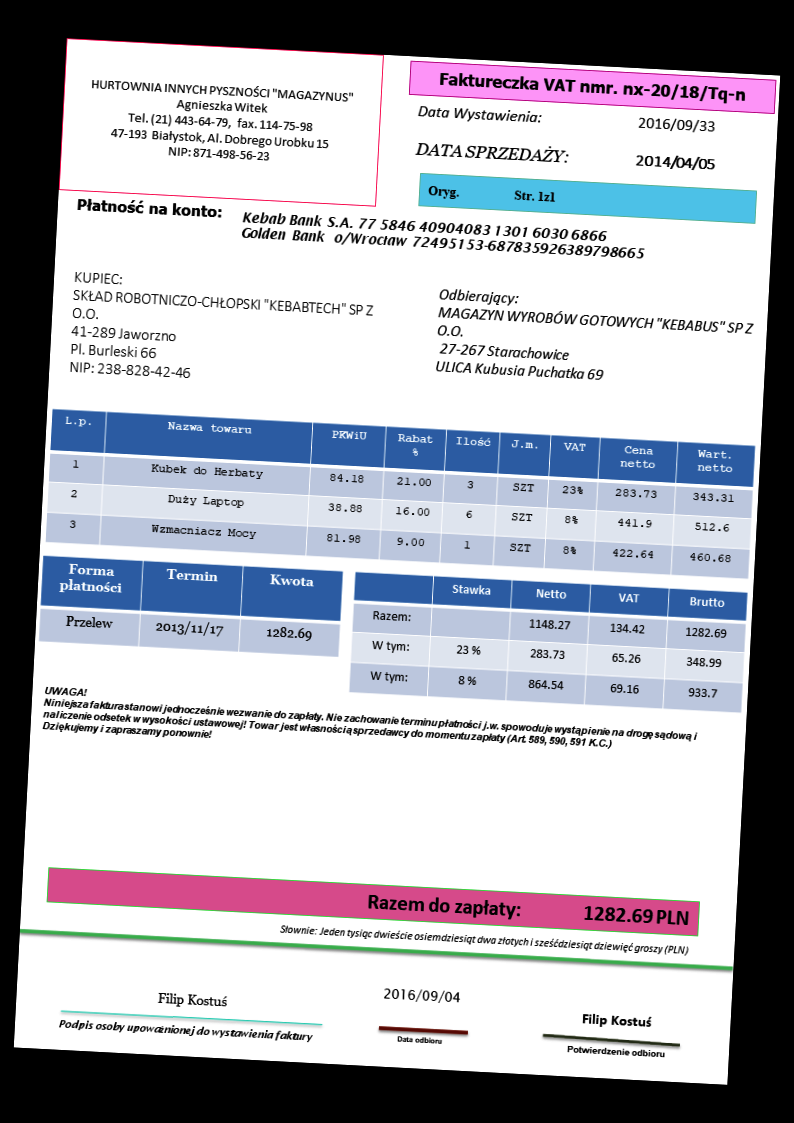 HURTOWNIA INNYCH PYSZNOŚCI "MAGAZYNUS"
Agnieszka Witek
Tel. (21) 443-64-79, fax. 114-75-98
47-193 Białystok, Al. Dobrego Urobku 15
NIP: 871-498-56-23
Faktureczka VAT nmr. nx-20/18/Tq-n
Data Wystawienia: 2016/09/33
DATA SPRZEDAŻY: 2014/04/05
Oryg. Str. 1z1
Płatność na konto: Kebab Bank S.A. 77 5846 40904083 1301 6030 6866
Golden Bank o/Wrocław 72495153-687835926389798665
KUPIEC:
SKŁAD ROBOTNICZO-CHŁOPSKI "KEBABTECH" SP Z
O.O.
41-289 Jaworzno
Pl. Burleski 66
NIP: 238-828-42-46
Odbierający:
MAGAZYN WYROBÓW GOTOWYCH "KEBABUS" SP Z
O.O.
27-267 Starachowice
ULICA Kubusia Puchatka 69
L.p. Nazwa towaru PKWiU Rabat % Ilość J.m. VAT Cena netto Wart. netto
1 Kubek do Herbaty 84.18 21.00 3 SZT 23% 283.73 343.31
2 Duży Laptop 38.88 16.00 6 SZT 8% 441.9 512.6
3 Wzmacniacz Mocy 81.98 9.00 1 SZT 8% 422.64 460.68
Forma płatności Termin Kwota
Przelew 2013/11/17 1282.69
Stawka Netto VAT Brutto
Razem: 1148.27 134.42 1282.69
W tym: 23 % 283.73 65.26 348.99
W tym: 8 % 864.54 69.16 933.7
UWAGA!
Niniejsza faktura stanowi jednocześnie wezwanie do zapłaty. Nie zachowanie terminu płatności j.w. spowoduje wystąpienie na drogę sądową i
naliczenie odsetek w wysokości ustawowej! Towar jest własnością sprzedawcy do momentu zapłaty (Art. 589, 590, 591 K.C.)
Dziękujemy i zapraszamy ponownie!
Razem do zapłaty: 1282.69 PLN
Słownie: Jeden tysiąc dwieście osiemdziesiąt dwa złotych i sześćdziesiąt dziewięć groszy (PLN)
Filip Kostuś
Podpis osoby upoważnionej do wystawienia faktury
2016/09/04
Data odbioru
Filip Kostuś
Potwierdzenie odbioru